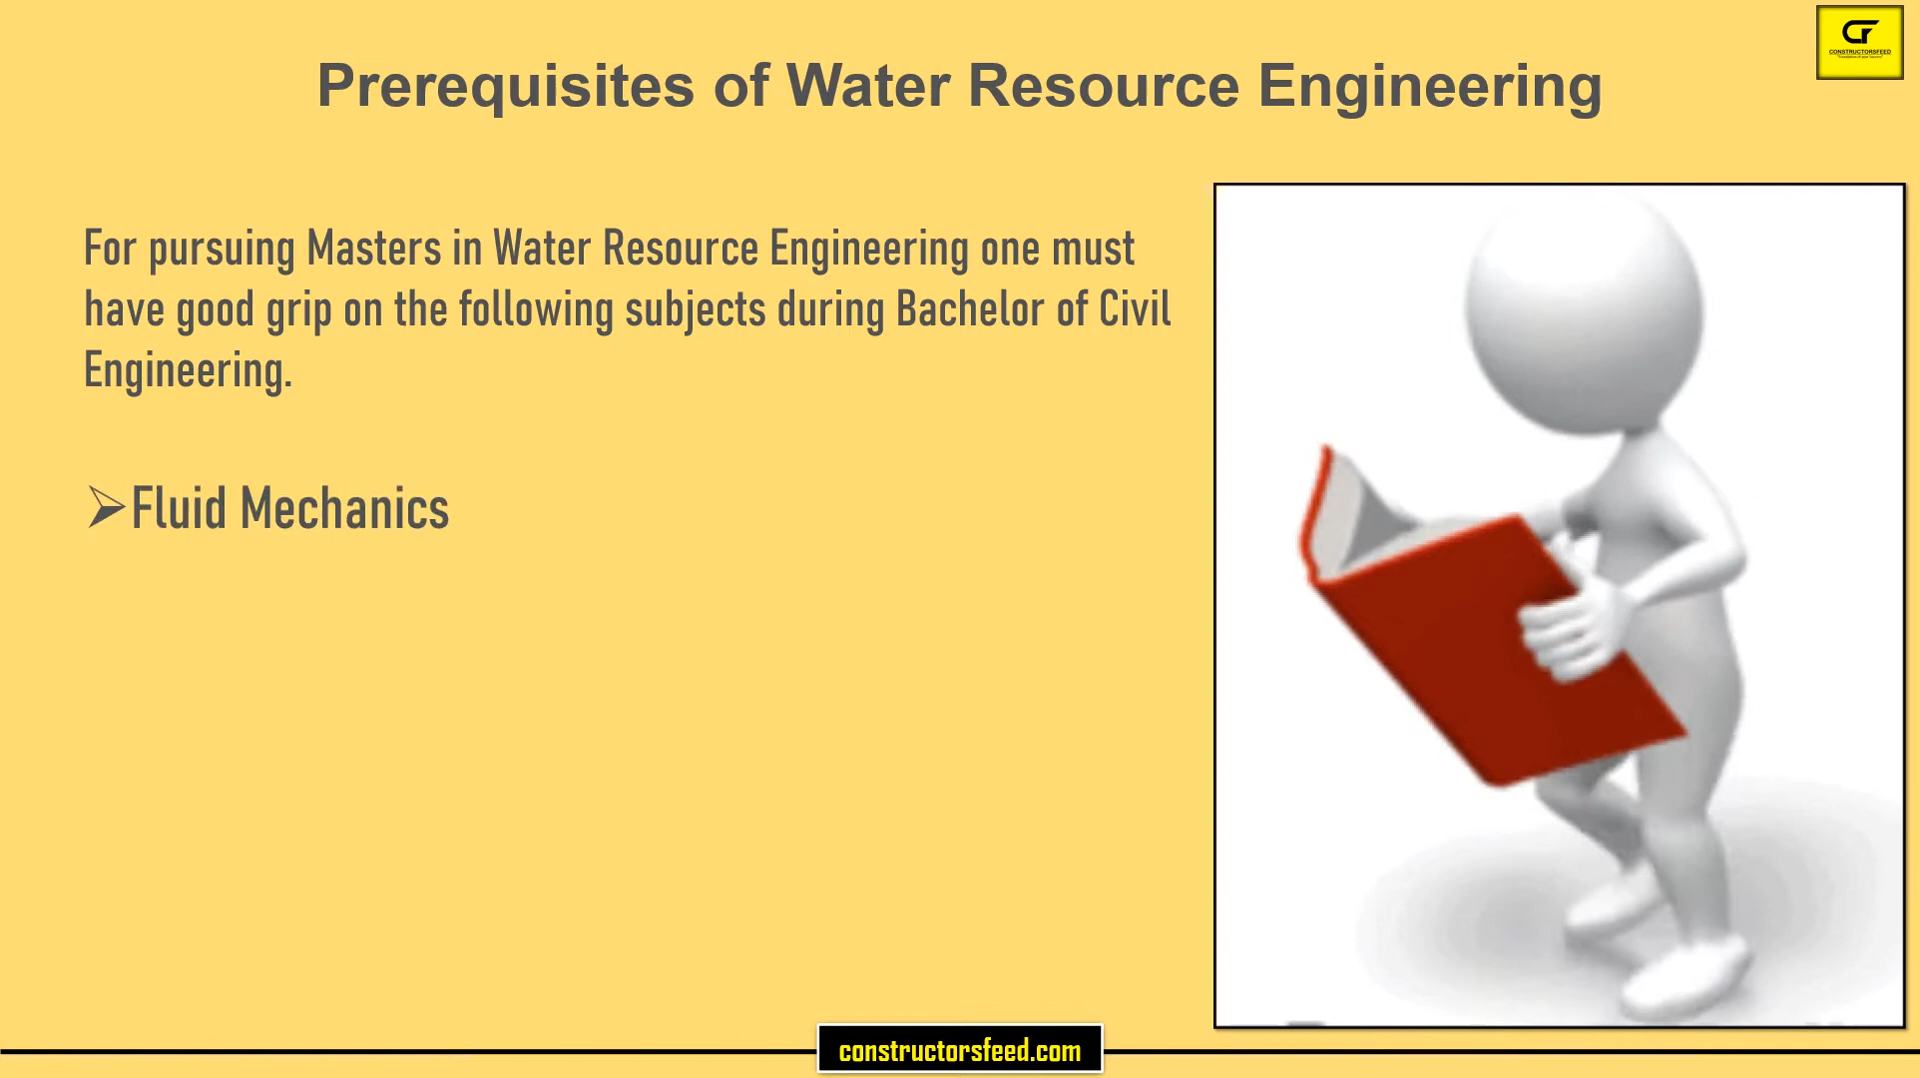 CONSTRUCTORSFEED
Prerequisites of Water Resource Engineering
For pursuing Masters in Water Resource Engineering one must
have good grip on the following subjects during Bachelor of Civil
Engineering.
➢Fluid Mechanics
constructorsfeed.com